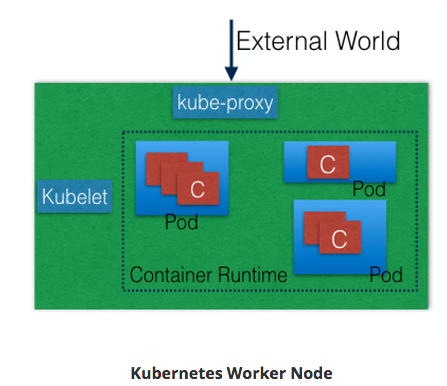 External World
kube-proxy
Kubelet
C
Pod
C
Pod
C
Pod
Container Runtime
Kubernetes Worker Node